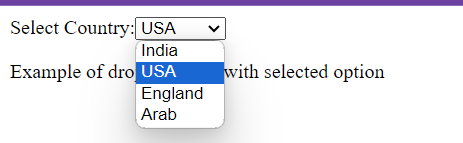 Select Country: USA
India
Example of dro
USA
with selected option
England
Arab